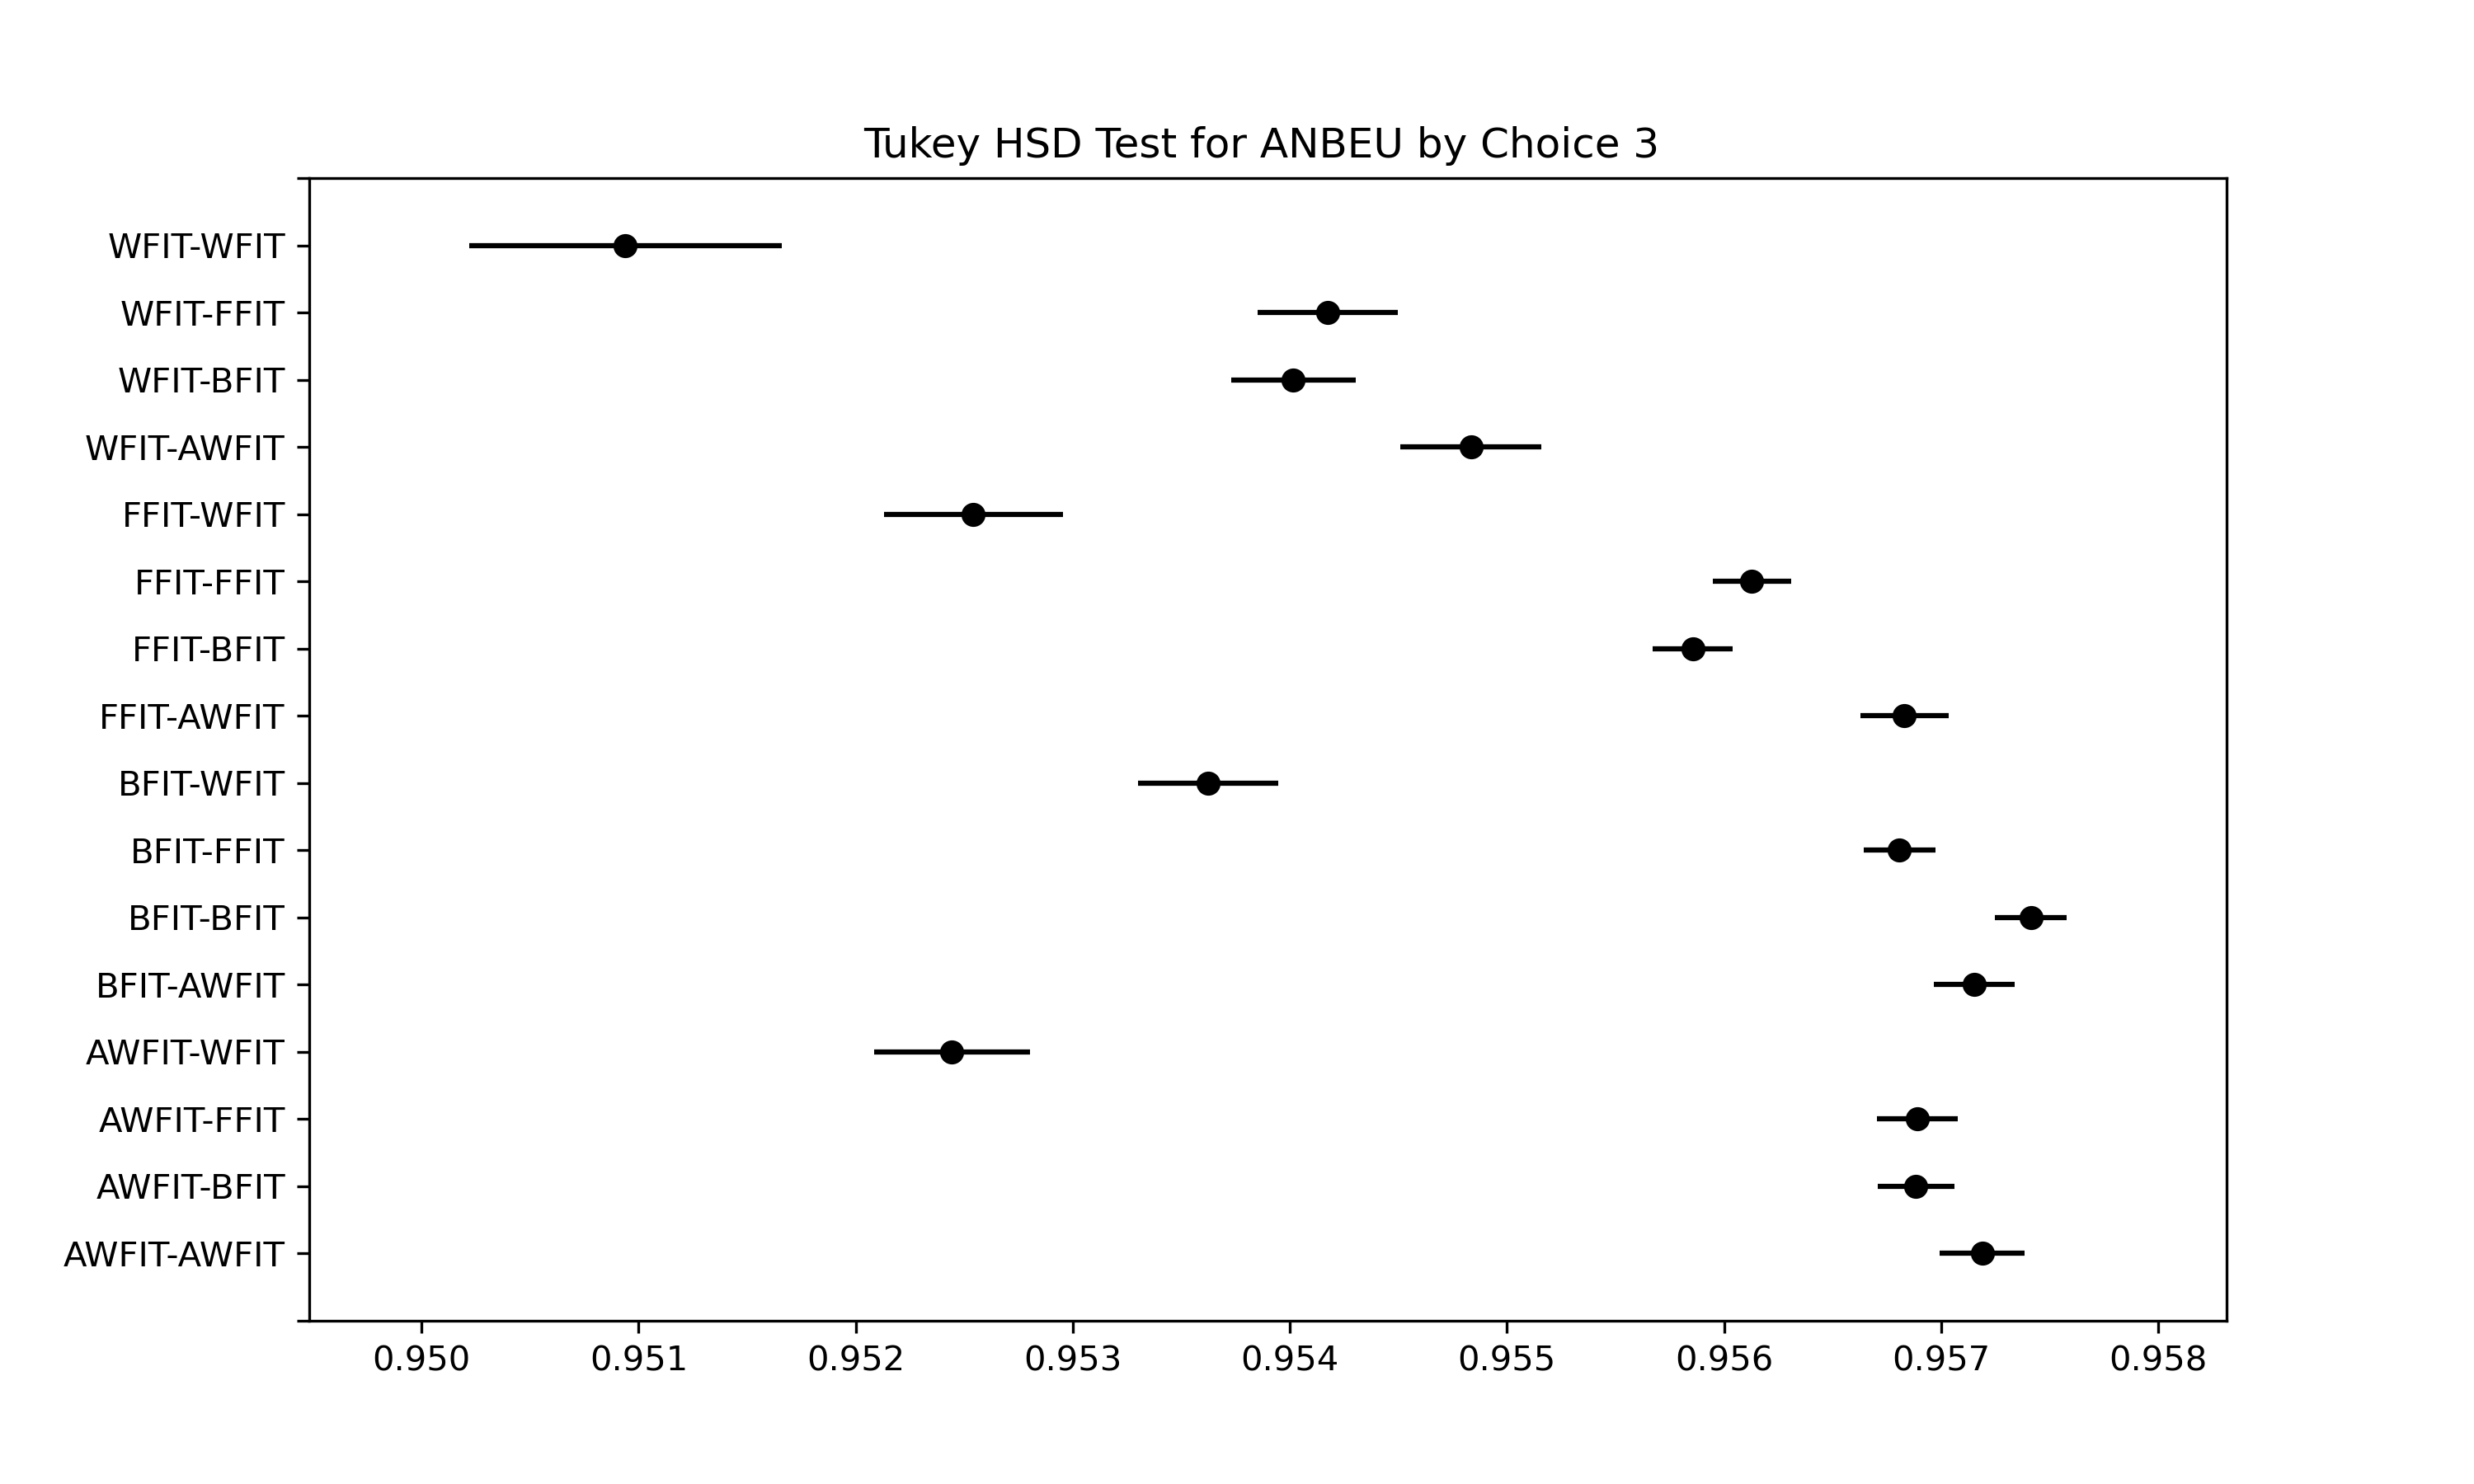 Tukey HSD Test for ANBEU by Choice 3
WFIT-WFIT
WFIT-FFIT
WFIT-BFIT
WFIT-AWFIT
FFIT-WFIT
FFIT-FFIT
FFIT-BFIT
FFIT-AWFIT
BFIT-WFIT
BFIT-FFIT
BFIT-BFIT
BFIT-AWFIT
AWFIT-WFIT
AWFIT-FFIT
AWFIT-BFIT
AWFIT-AWFIT
0.950 0.951 0.952 0.953 0.954 0.955 0.956 0.957 0.958